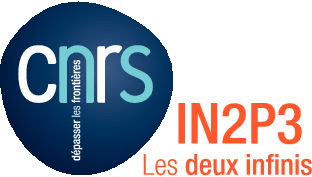 cnrs
dépasser les frontières
IN2P3
Les deux infinis